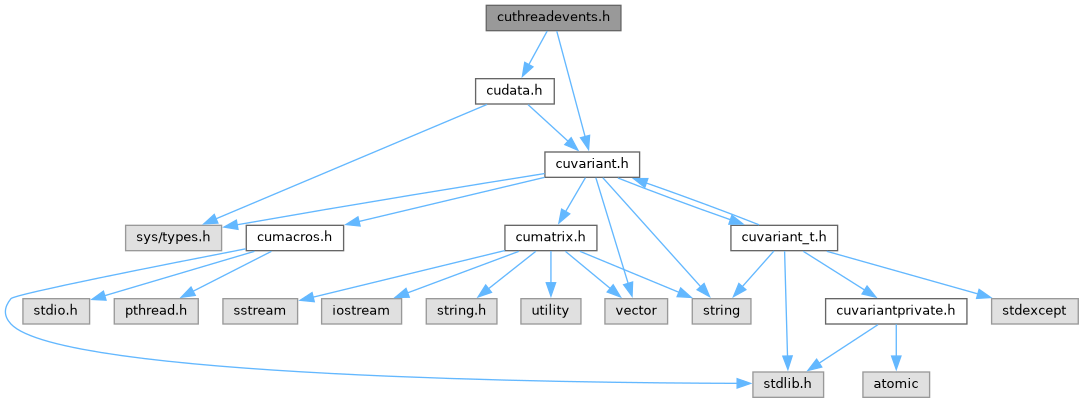 cuthreadevents.h
cudata.h
cuvariant.h
sys/types.h
cumacros.h
cumatrix.h
cuvariant_t.h
stdio.h
pthread.h
sstream
iostream
string.h
utility
vector
string
cuvariantprivate.h
stdexcept
stdlib.h
atomic